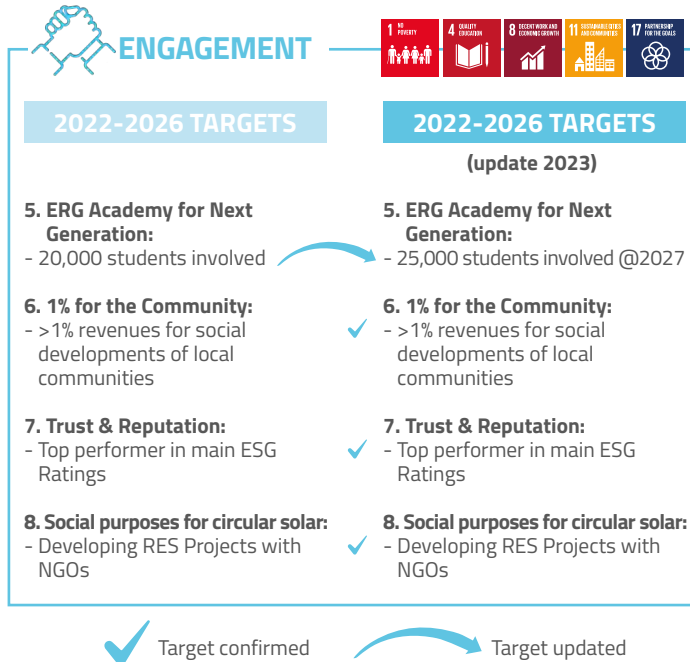 ENGAGEMENT
1 NO POVERTY
4 QUALITY EDUCATION
8 DECENT WORK AND ECONOMIC GROWTH
11 SUSTAINABLE CITIES AND COMMUNITIES
17 PARTNERSHIP FOR THE GOALS
2022-2026 TARGETS
5. ERG Academy for Next
Generation:
- 20,000 students involved
6. 1% for the Community:
- >1% revenues for social
developments of local
communities
7. Trust & Reputation:
- Top performer in main ESG
Ratings
8. Social purposes for circular solar:
- Developing RES Projects with
NGOs
2022-2026 TARGETS
(update 2023)
5. ERG Academy for Next
Generation:
- 25,000 students involved @2027
6. 1% for the Community:
- >1% revenues for social
developments of local
communities
7. Trust & Reputation:
- Top performer in main ESG
Ratings
8. Social purposes for circular solar:
- Developing RES Projects with
NGOs
Target confirmed
Target updated